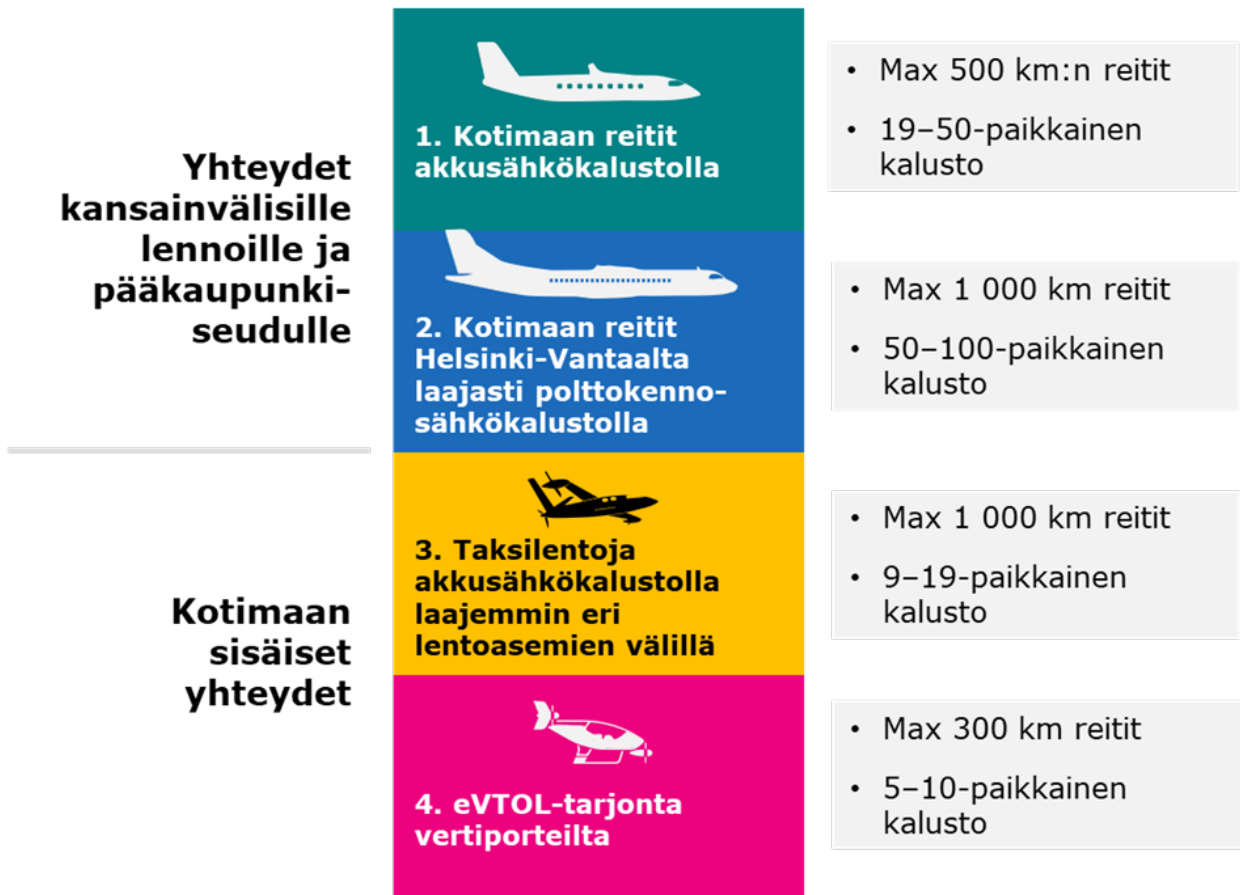 Yhteydet
kansainvälisille
lennoille ja
pääkaupunki-
seudulle
1. Kotimaan reitit
akkusähkökalustolla
• Max 500 km:n reitit
• 19–50-paikkainen
kalusto
2. Kotimaan reitit
Helsinki-Vantaalta
laajasti polttokenno-
sähkökalustolla
• Max 1 000 km reitit
• 50–100-paikkainen
kalusto
Kotimaan
sisäiset
yhteydet
3. Taksilentoja
akkusähkökalustolla
laajemmin eri
lentoasemien välillä
• Max 1 000 km reitit
• 9–19-paikkainen
kalusto
4. eVTOL-tarjonta
vertiporteilta
• Max 300 km reitit
• 5–10-paikkainen
kalusto